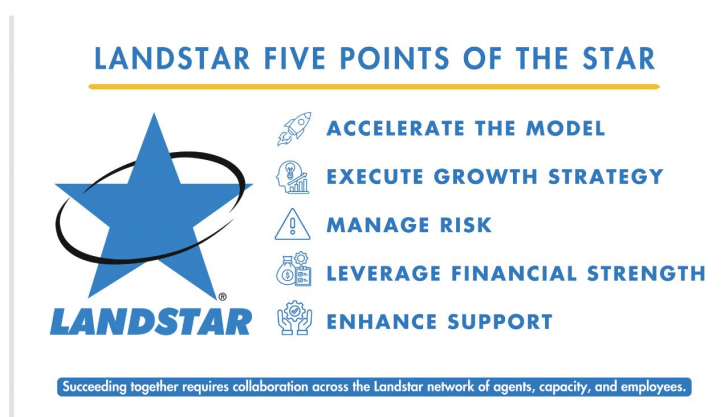 LANDSTAR FIVE POINTS OF THE STAR
ACCELERATE THE MODEL
EXECUTE GROWTH STRATEGY
MANAGE RISK
LEVERAGE FINANCIAL STRENGTH
ENHANCE SUPPORT
LANDSTAR®
Succeeding together requires collaboration across the Landstar network of agents, capacity, and employees.